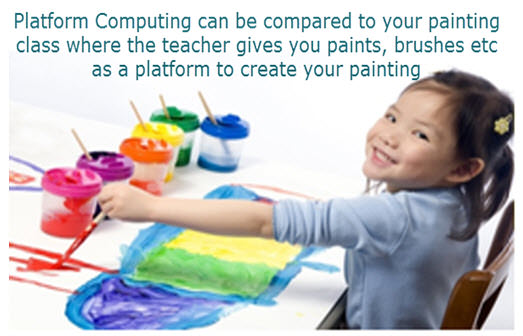 Platform Computing can be compared to your painting
class where the teacher gives you paints, brushes etc
as a platform to create your painting